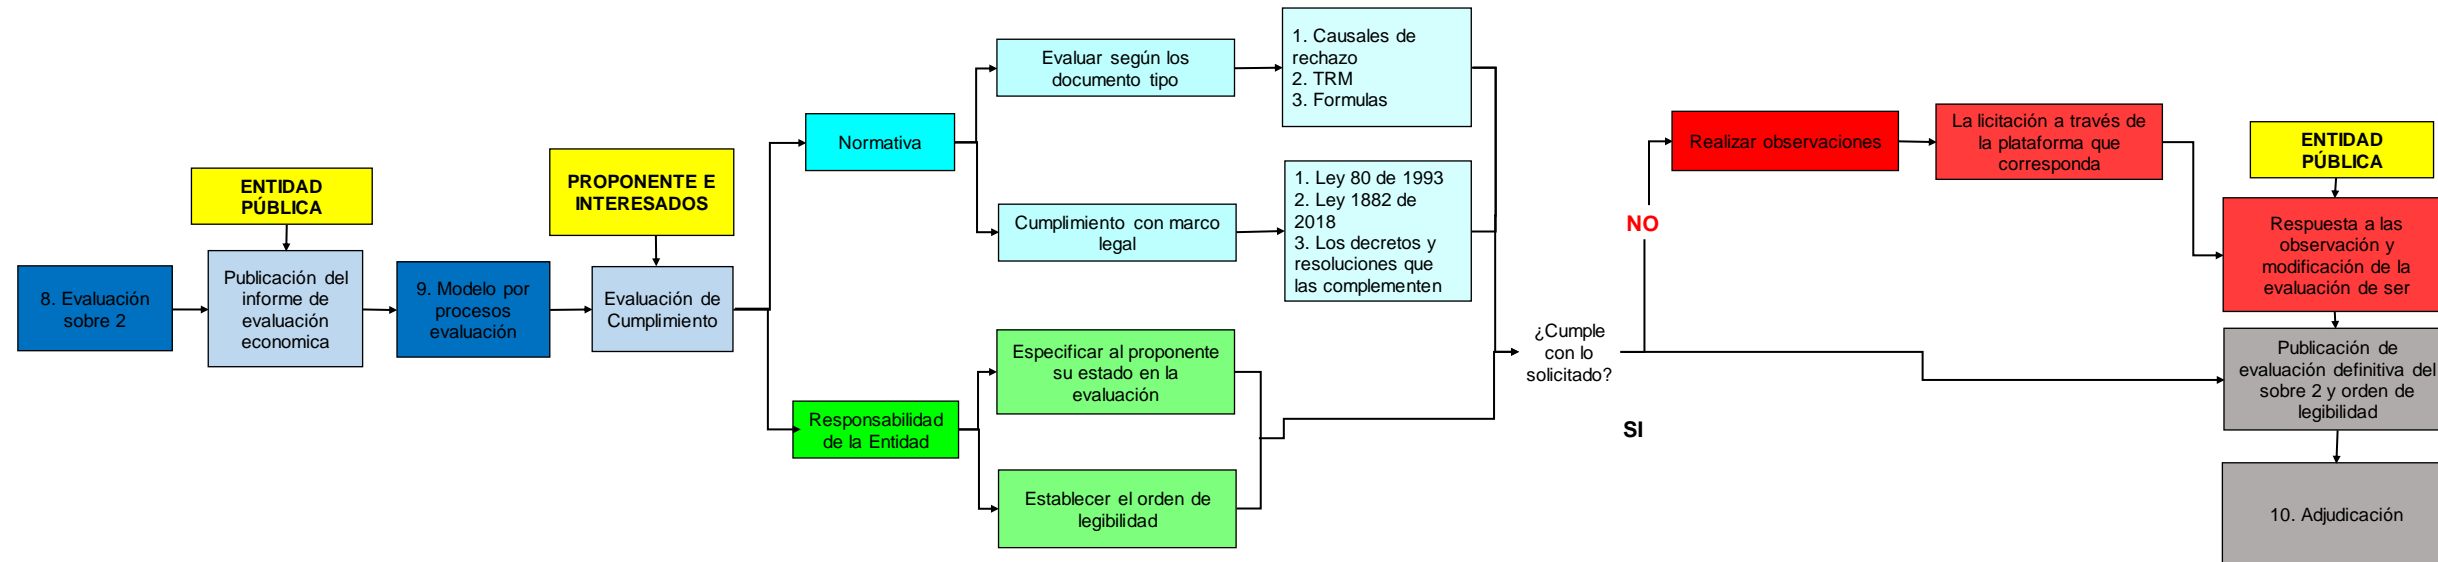 8. Evaluación
sobre 2
ENTIDAD
PÚBLICA
Publicación del
informe de
evaluación
economica
9. Modelo por
procesos
evaluación
PROPONENTE E
INTERESADOS
Evaluación de
Cumplimiento
Normativa
Responsabilidad
de la Entidad
Evaluar según los
documento tipo
1. Causales de
rechazo
2. TRM
3. Formulas
Cumplimiento con marco
legal
1. Ley 80 de 1993
2. Ley 1882 de
2018
3. Los decretos y
resoluciones que
las complementen
Especificar al proponente
su estado en la
evaluación
Establecer el orden de
legibilidad
¿Cumple
con lo
solicitado?
NO
SI
Realizar observaciones
La licitación a través de
la plataforma que
corresponda
ENTIDAD
PÚBLICA
Respuesta a las
observación y
modificación de la
evaluación de ser
Publicación de
evaluación definitiva del
sobre 2 y orden de
legibilidad
10. Adjudicación